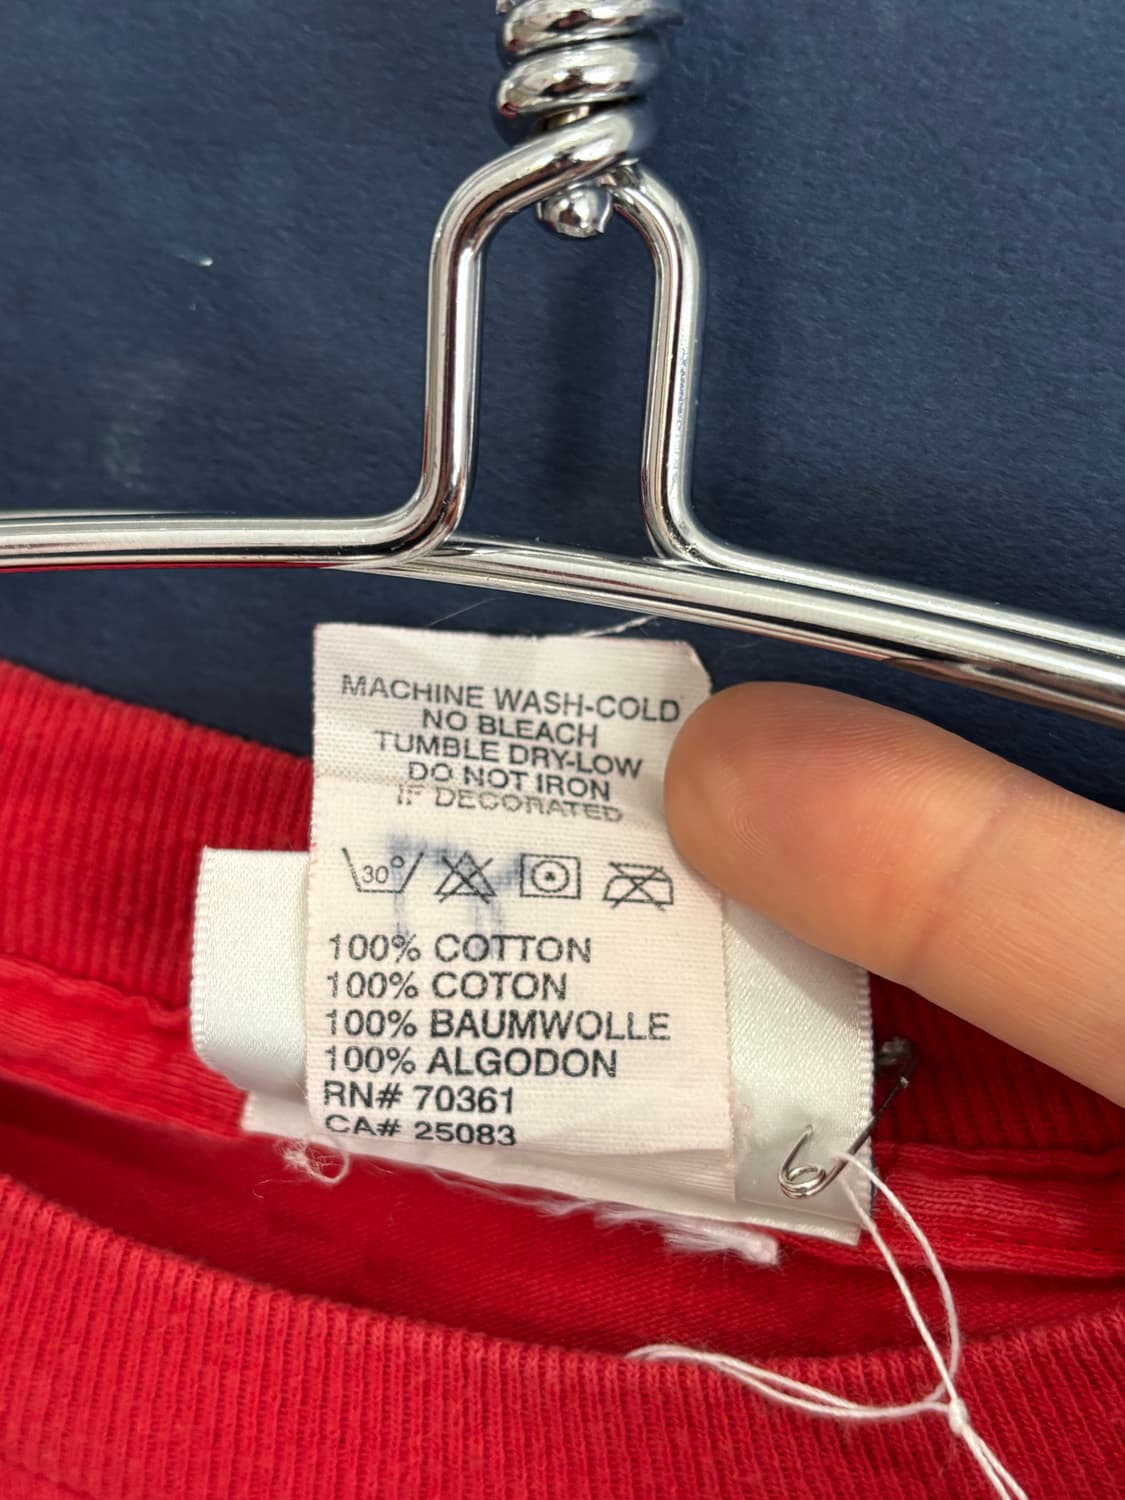 MACHINE WASH-COLD
NO BLEACH
TUMBLE DRY-LOW
DO NOT IRON
IF DECORATED
30°
100% COTTON
100% COTON
100% BAUMWOLLE
100% ALGODON
RN# 70361
CA# 25083